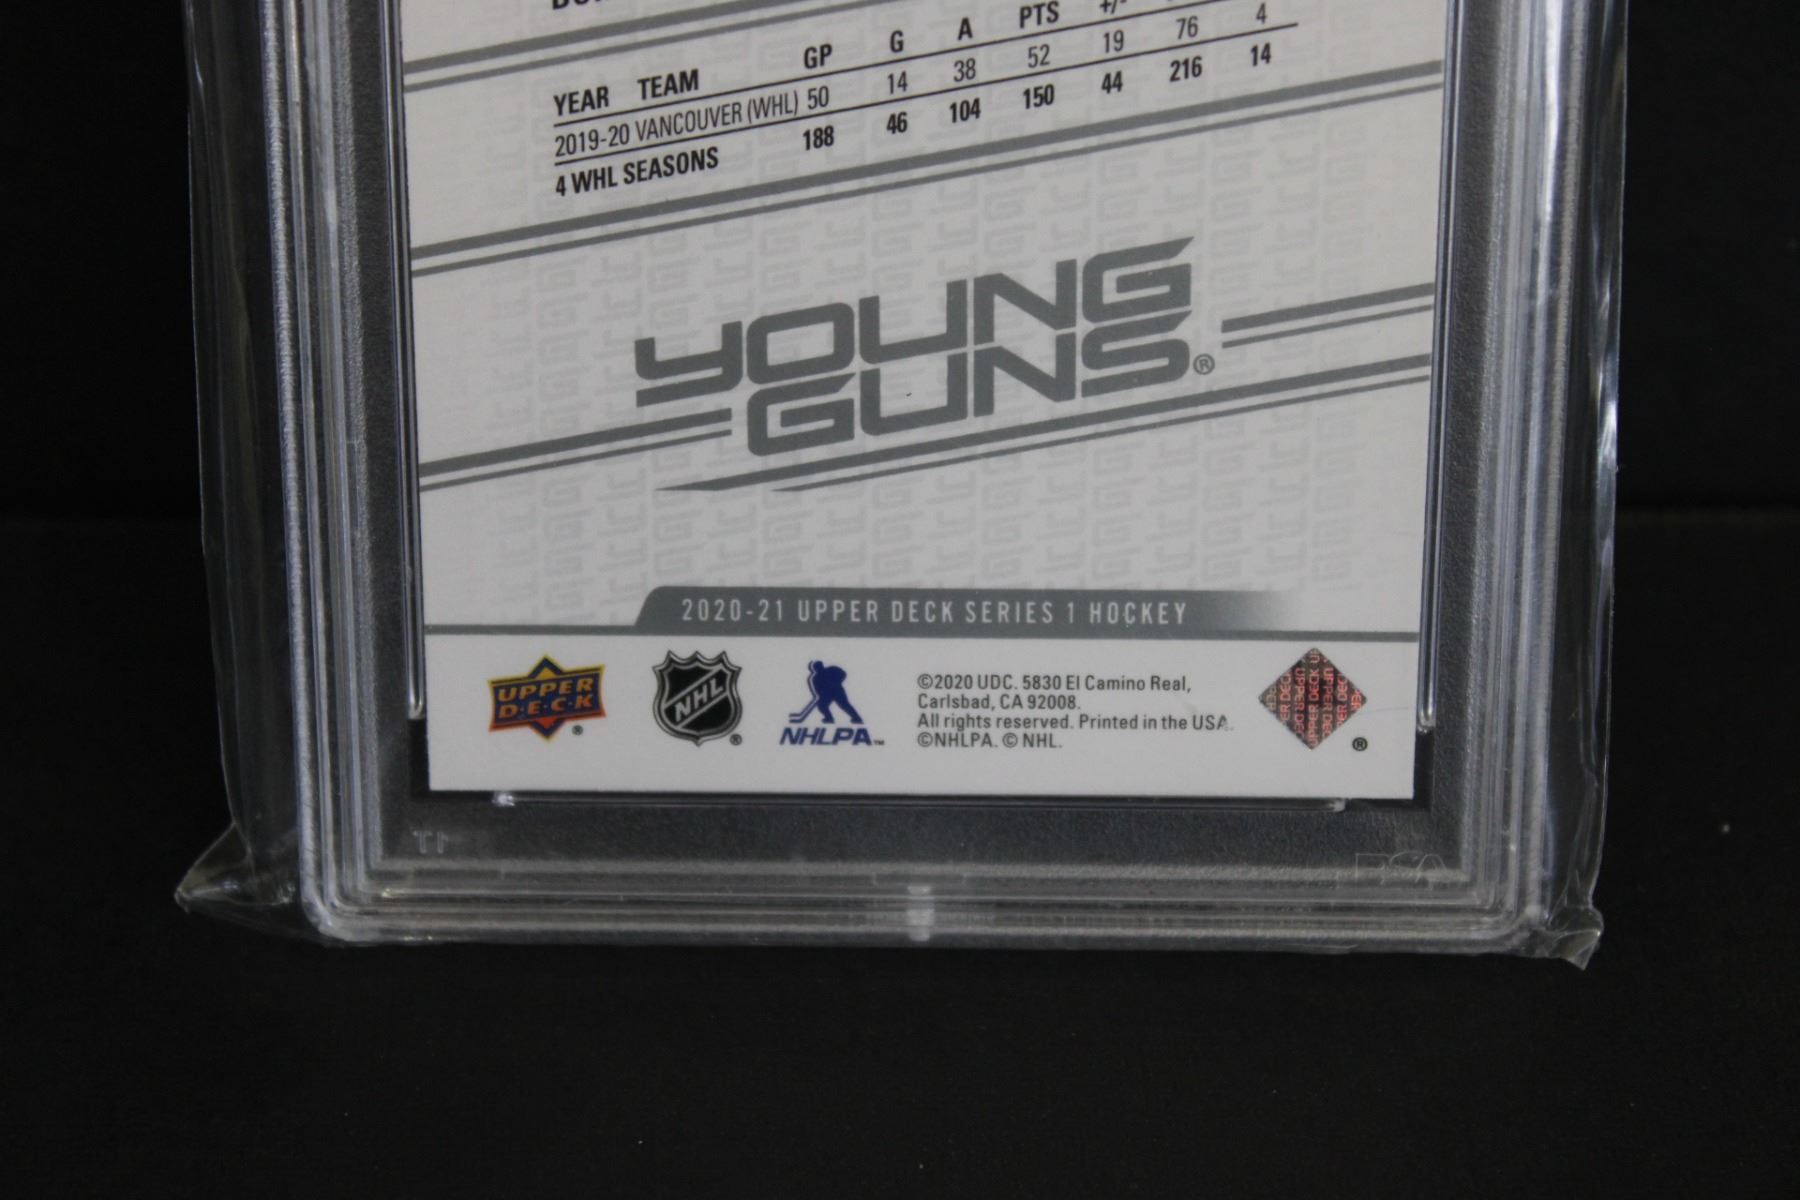 YEAR TEAM GP G A PTS +/-
2019-20 VANCOUVER (WHL) 50 14 38 52 19 76 4
4 WHL SEASONS 188 46 104 150 44 216 14
YOUNG
GUNS®
2020-21 UPPER DECK SERIES 1 HOCKEY
UPPER
D·E·C·K ®
NHL ®
NHLPA™
©2020 UDC. 5830 El Camino Real,
Carlsbad, CA 92008.
All rights reserved. Printed in the USA.
©NHLPA. © NHL.
®
PSA